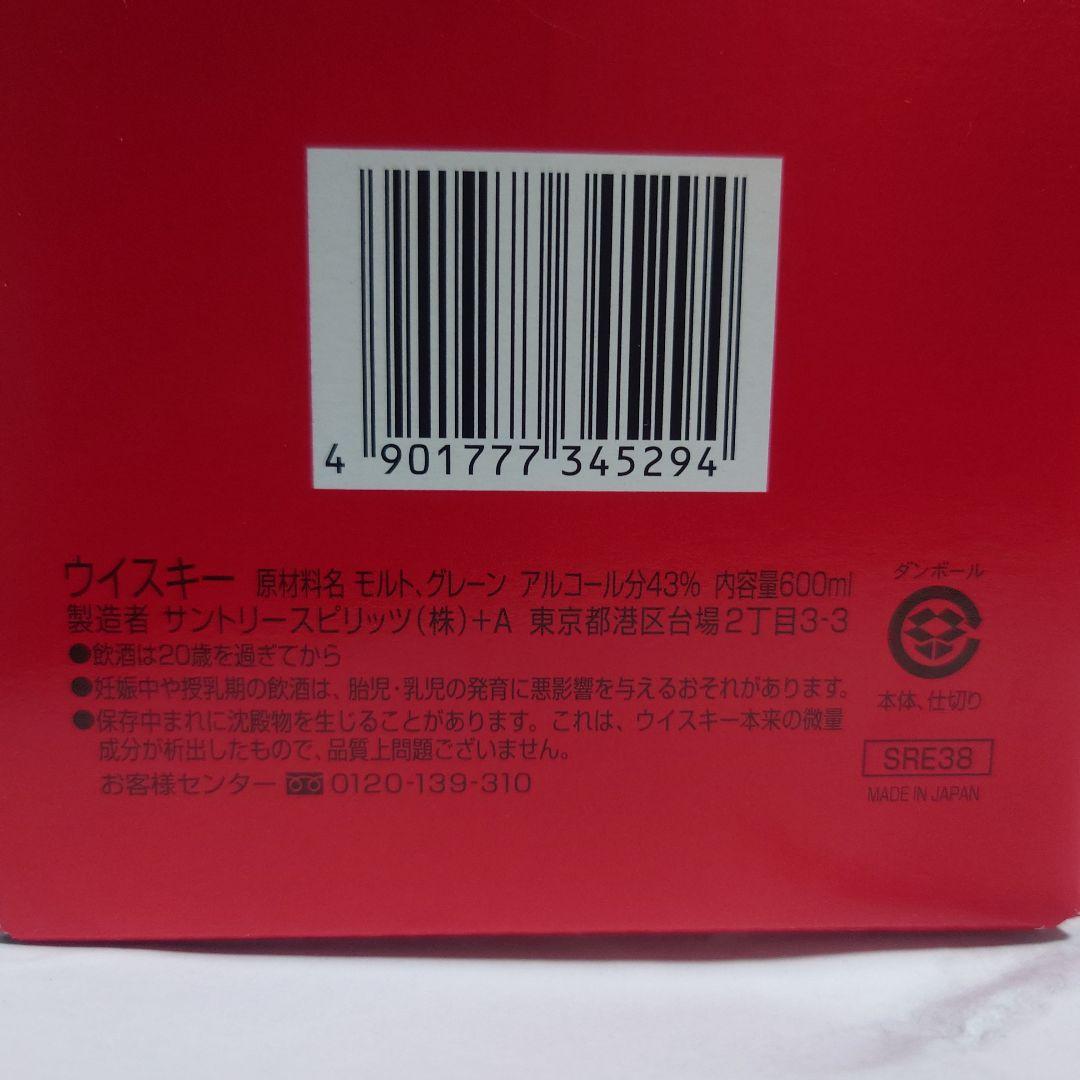 4 901777 345294
ウイスキー 原材料名 モルト、グレーン アルコール分43% 内容量600ml
製造者 サントリースピリッツ(株)+A 東京都港区台場2丁目3-3
●飲酒は20歳を過ぎてから
●妊娠中や授乳期の飲酒は、胎児・乳児の発育に悪影響を与えるおそれがあります。
●保存中まれに沈殿物を生じることがあります。これは、ウイスキー本来の微量
成分が析出したもので、品質上問題ございません。
お客様センター 0120-139-310
ダンボール
本体、仕切り
SRE38
MADE IN JAPAN